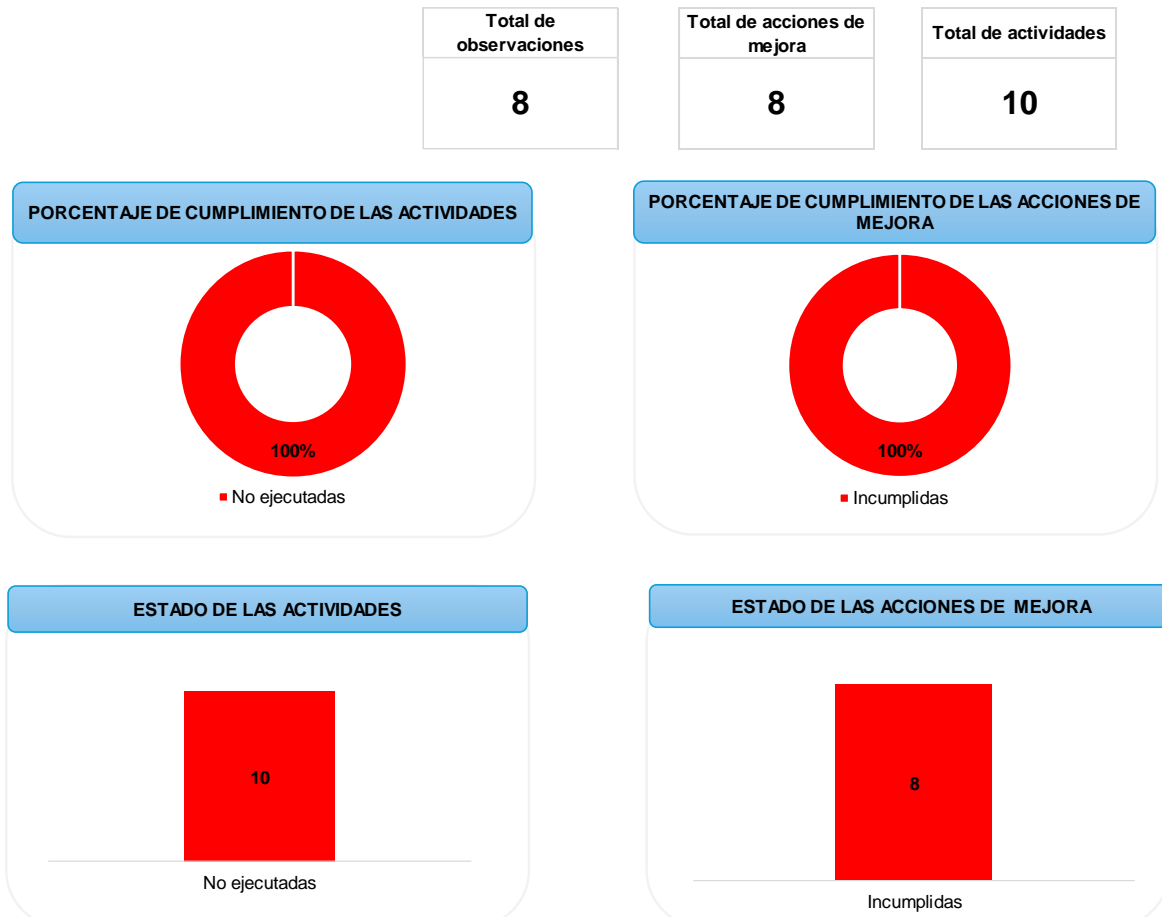 Total de
observaciones
8
Total de acciones de
mejora
8
Total de actividades
10
PORCENTAJE DE CUMPLIMIENTO DE LAS ACTIVIDADES
100%
No ejecutadas
PORCENTAJE DE CUMPLIMIENTO DE LAS ACCIONES DE
MEJORA
100%
Incumplidas
ESTADO DE LAS ACTIVIDADES
10
No ejecutadas
ESTADO DE LAS ACCIONES DE MEJORA
8
Incumplidas